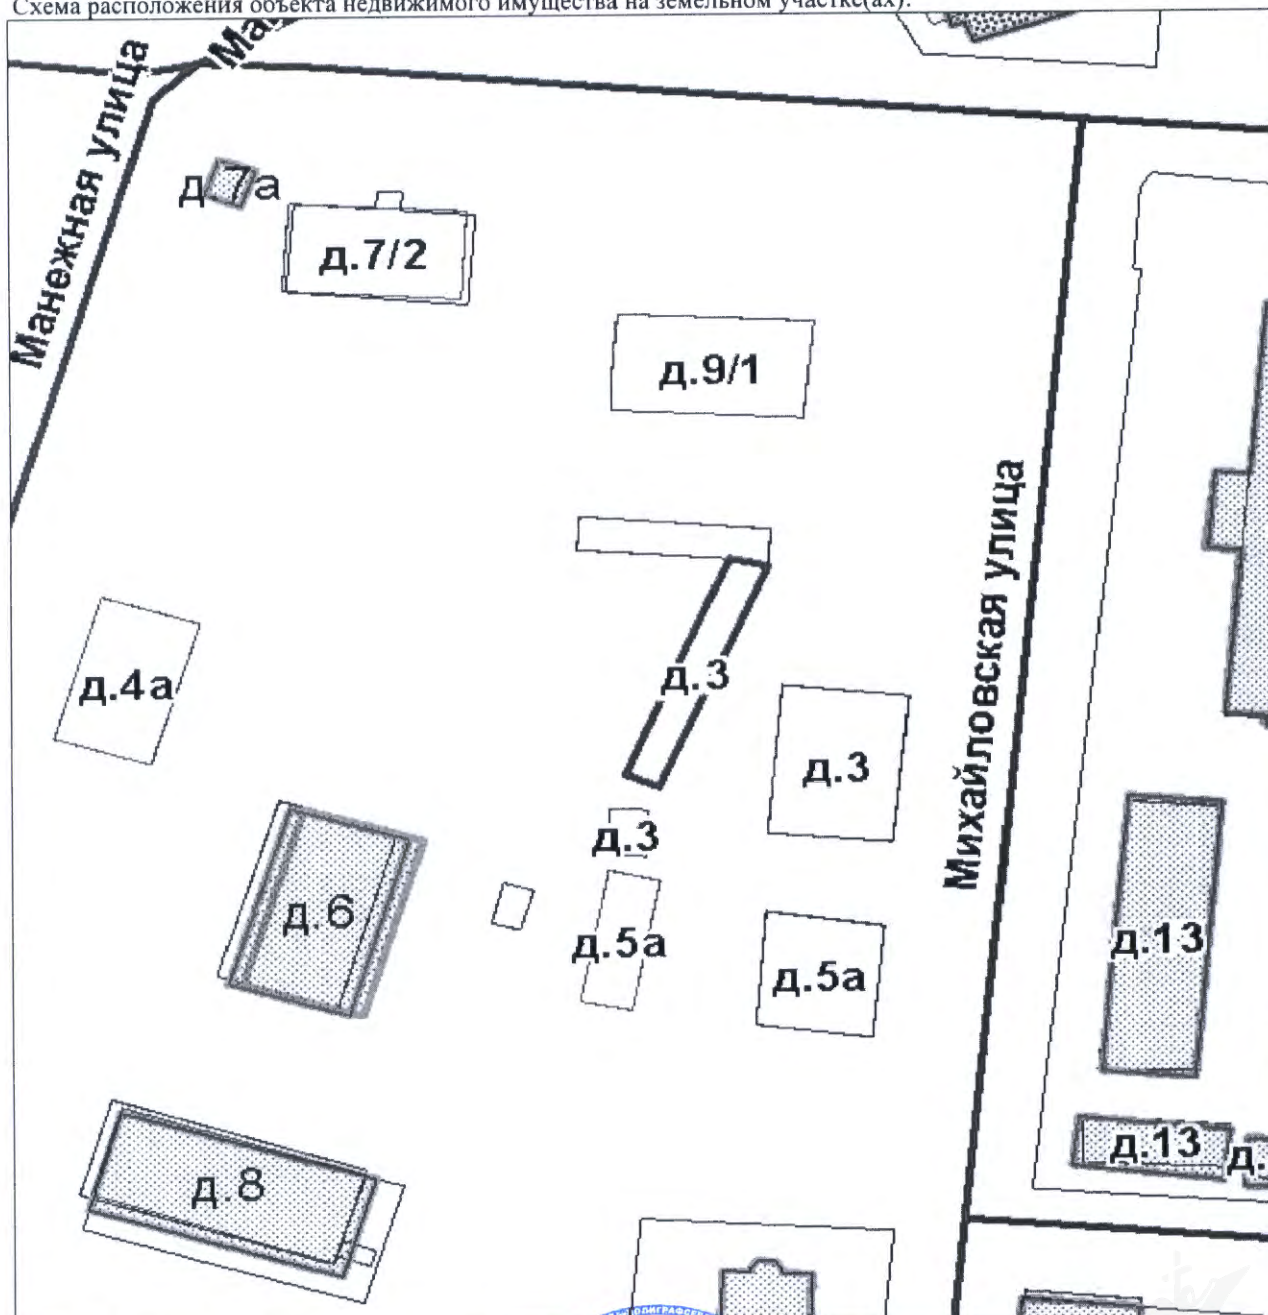 Схема расположения объекта недвижимого имущества на земельном участке(ах):
Манежная улица
Ма
д 7а
д.7/2
д.9/1
Михайловская улица
д.3
д.4а
д.3
д.3
д.6
д.5а
д.5а
д.13
д.13
д.
д.8